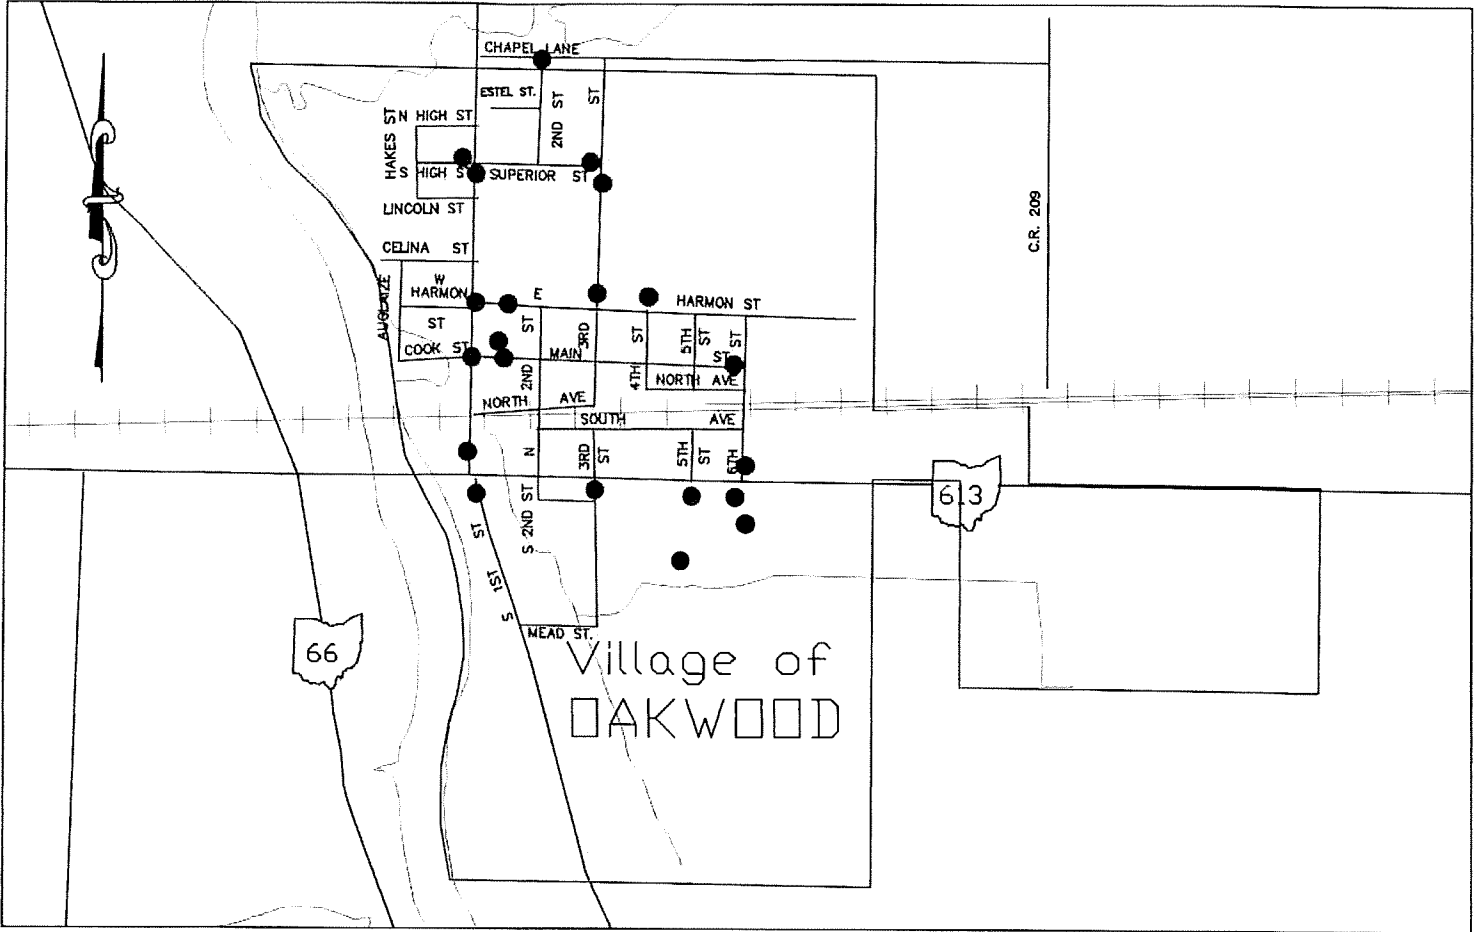 CHAPEL LANE
ESTEL ST.
2ND ST
ST
HAKES ST
N HIGH ST
S HIGH S
SUPERIOR ST
LINCOLN ST
C.R. 209
CELINA ST
W
HARMON
ST
E
HARMON ST
AUGLAIZE
COOK ST
ST
2ND
3RD
MAIN
ST
ST
4TH
5TH
ST
ST
NORTH AVE
NORTH AVE
SOUTH AVE
N
3RD
ST
5TH
ST
6TH
613
S 2ND ST
ST
1ST
S
MEAD ST.
66
Village of
OAKWOOD